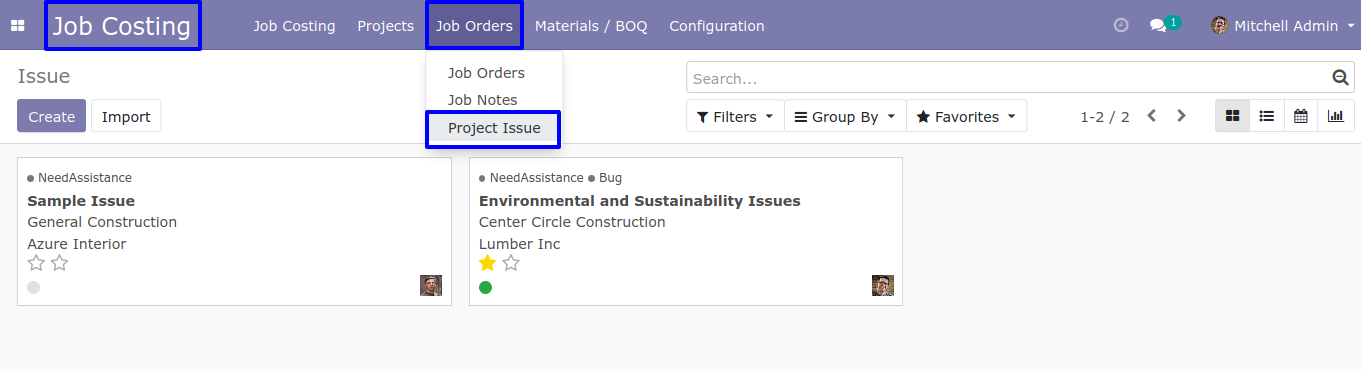 Job Costing Job Costing Projects Job Orders Materials / BOQ Configuration 1 Mitchell Admin
Issue
Search...
Job Orders
Job Notes
Project Issue
Create Import
Filters Group By Favorites 1-2 / 2
NeedAssistance
Sample Issue
General Construction
Azure Interior
NeedAssistance Bug
Environmental and Sustainability Issues
Center Circle Construction
Lumber Inc